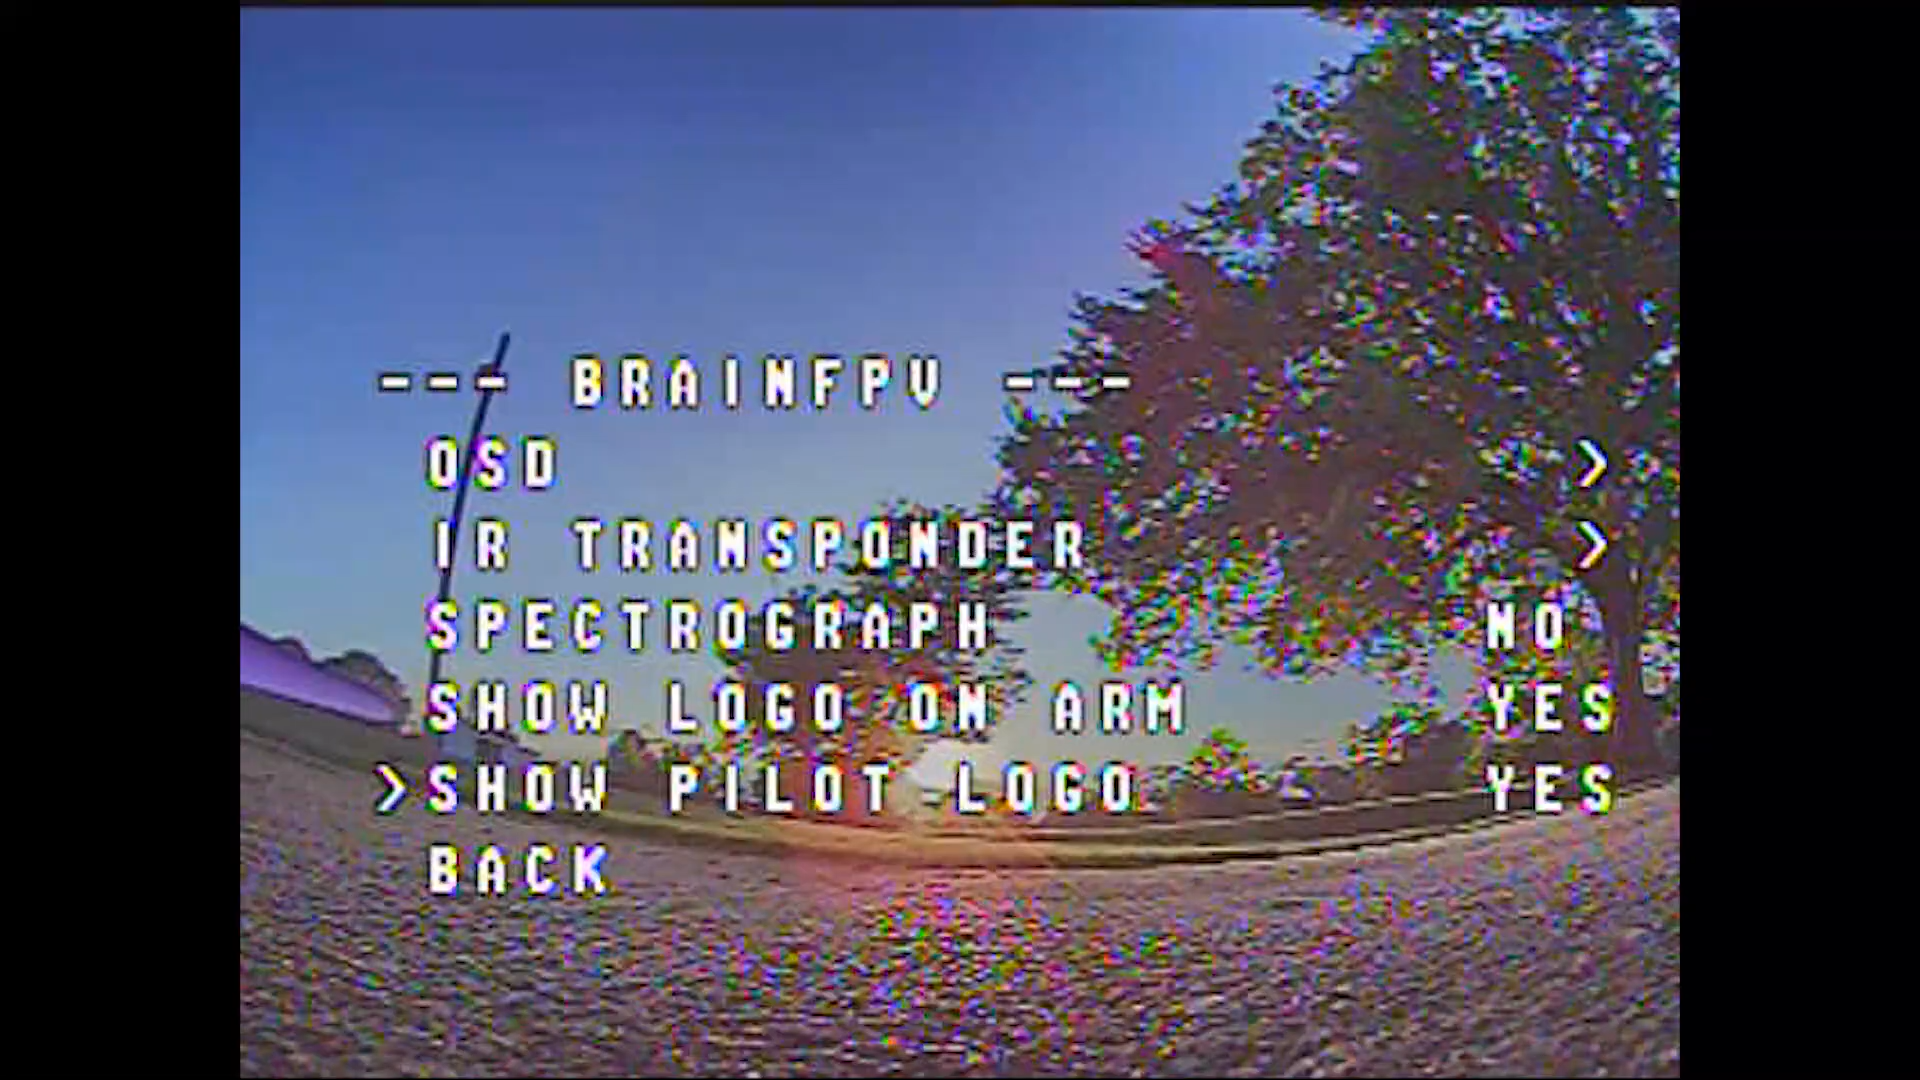 --- BRAINFPV ---
OSD >
IR TRANSPONDER >
SPECTROGRAPH NO
SHOW LOGO ON ARM YES
>SHOW PILOT LOGO YES
BACK